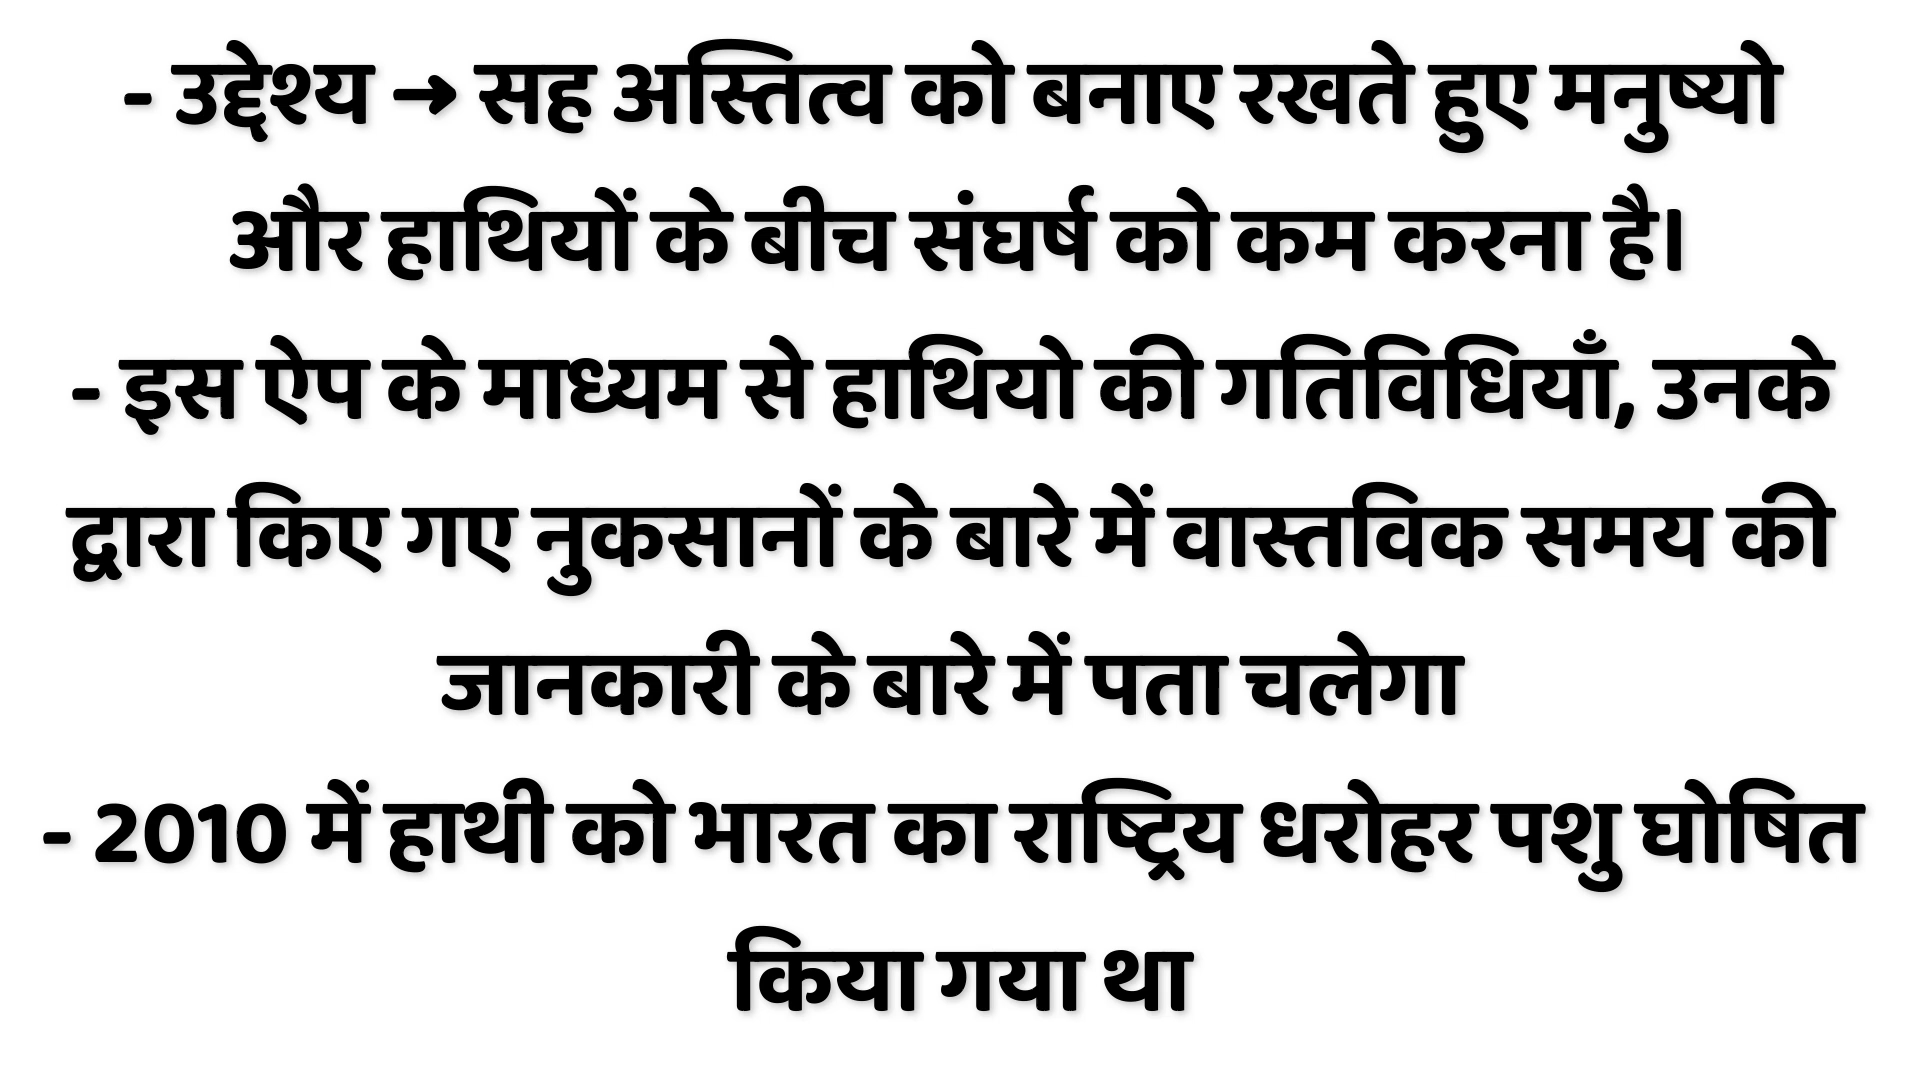 - उद्देश्य → सह अस्तित्व को बनाए रखते हुए मनुष्यो
और हाथियों के बीच संघर्ष को कम करना है।
- इस ऐप के माध्यम से हाथियो की गतिविधियाँ, उनके
द्वारा किए गए नुकसानों के बारे में वास्तविक समय की
जानकारी के बारे में पता चलेगा
- 2010 में हाथी को भारत का राष्ट्रिय धरोहर पशु घोषित
किया गया था